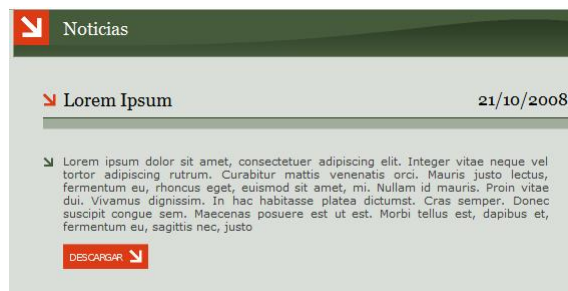 Noticias
Lorem Ipsum 21/10/2008
Lorem ipsum dolor sit amet, consectetuer adipiscing elit. Integer vitae neque vel
tortor adipiscing rutrum. Curabitur mattis venenatis orci. Mauris justo lectus,
fermentum eu, rhoncus eget, euismod sit amet, mi. Nullam id mauris. Proin vitae
dui. Vivamus dignissim. In hac habitasse platea dictumst. Cras semper. Donec
suscipit congue sem. Maecenas posuere est ut est. Morbi tellus est, dapibus et,
fermentum eu, sagittis nec, justo
DESCARGAR